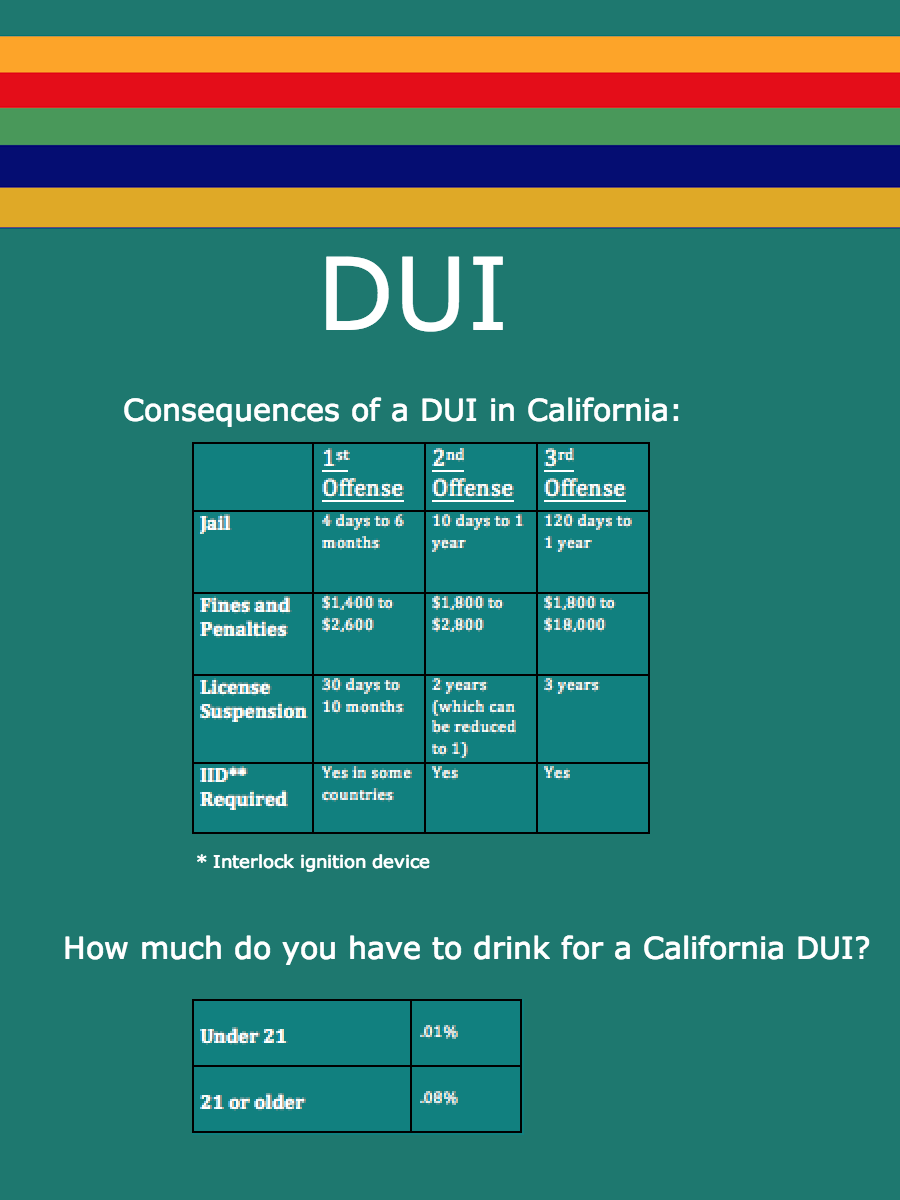 DUI
Consequences of a DUI in California:
1st Offense 2nd Offense 3rd Offense
Jail 4 days to 6 months 10 days to 1 year 120 days to 1 year
Fines and Penalties $1,400 to $2,600 $1,800 to $2,800 $1,800 to $18,000
License Suspension 30 days to 10 months 2 years (which can be reduced to 1) 3 years
IID** Required Yes in some countries Yes Yes
* Interlock ignition device
How much do you have to drink for a California DUI?
Under 21 .01%
21 or older .08%